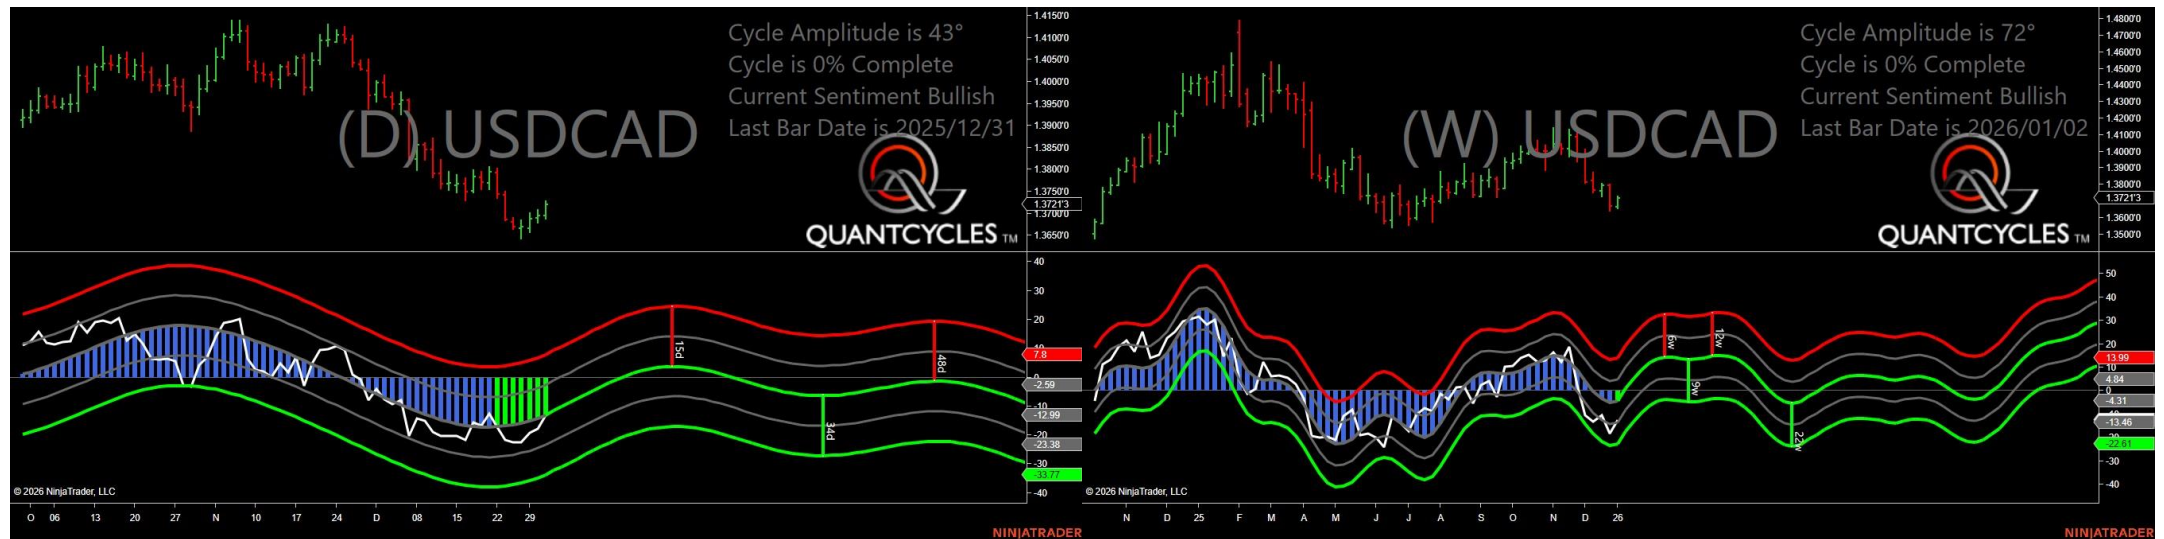 Cycle Amplitude is 43°
Cycle is 0% Complete
Current Sentiment Bullish
Last Bar Date is 2025/12/31
(D) USDCAD
QUANTCYCLES TM
1.4150'0
1.4100'0
1.4050'0
1.4000'0
1.3950'0
1.3900'0
1.3850'0
1.3800'0
1.3750'0
1.3721'3
1.3700'0
1.3650'0
40
30
20
7.8
-2.59
-10
-12.99
-20
-23.38
-30
-33.77
-40
15d
34d
48d
© 2026 NinjaTrader, LLC
O 06 13 20 27 N 10 17 24 D 08 15 22 29
NINJATRADER
Cycle Amplitude is 72°
Cycle is 0% Complete
Current Sentiment Bullish
Last Bar Date is 2026/01/02
(W) USDCAD
QUANTCYCLES TM
1.4800'0
1.4700'0
1.4600'0
1.4500'0
1.4400'0
1.4300'0
1.4200'0
1.4100'0
1.4000'0
1.3900'0
1.3800'0
1.3721'3
1.3600'0
1.3500'0
50
40
30
20
13.99
10
4.84
0
-4.31
-13.46
-22.61
-30
-40
6w
9w
12w
22w
© 2026 NinjaTrader, LLC
N D 25 F M A M J J A S O N D 26
NINJATRADER